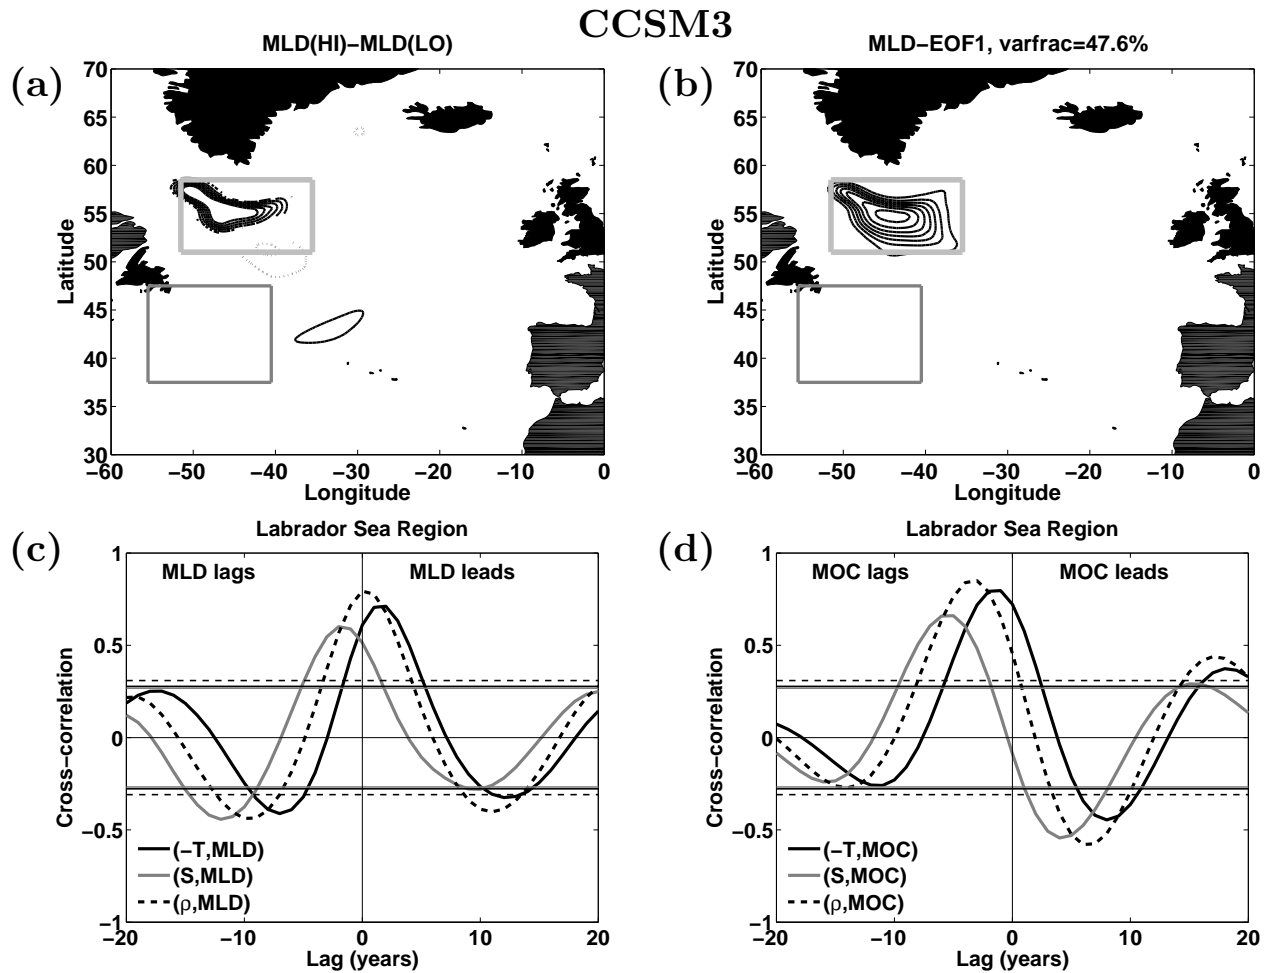 CCSM3
(a)
MLD(HI)−MLD(LO)
70
65
60
55
50
45
40
35
30
Latitude
−60
−50
−40
−30
−20
−10
0
Longitude
(b)
MLD−EOF1, varfrac=47.6%
70
65
60
55
50
45
40
35
30
Latitude
−60
−50
−40
−30
−20
−10
0
Longitude
(c)
Labrador Sea Region
MLD lags
MLD leads
1
0.5
0
−0.5
−1
Cross−correlation
(−T,MLD)
(S,MLD)
(ρ,MLD)
−20
−10
0
10
20
Lag (years)
(d)
Labrador Sea Region
MOC lags
MOC leads
1
0.5
0
−0.5
−1
Cross−correlation
(−T,MOC)
(S,MOC)
(ρ,MOC)
−20
−10
0
10
20
Lag (years)